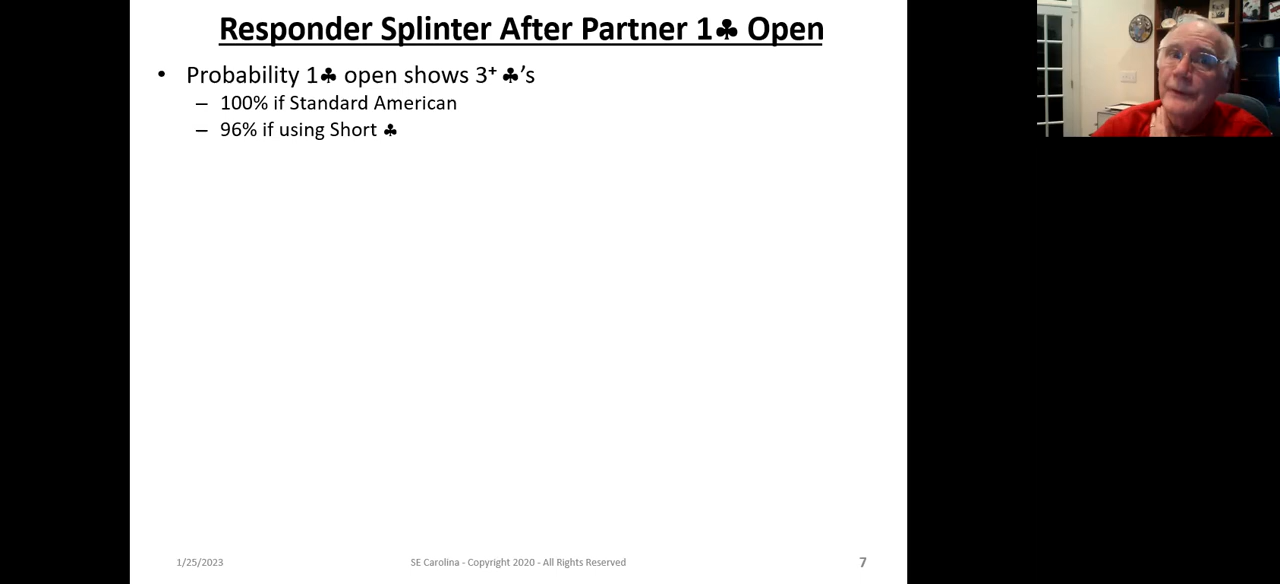 Responder Splinter After Partner 1♣ Open
• Probability 1♣ open shows 3⁺ ♣'s
– 100% if Standard American
– 96% if using Short ♣
1/25/2023 SE Carolina - Copyright 2020 - All Rights Reserved 7